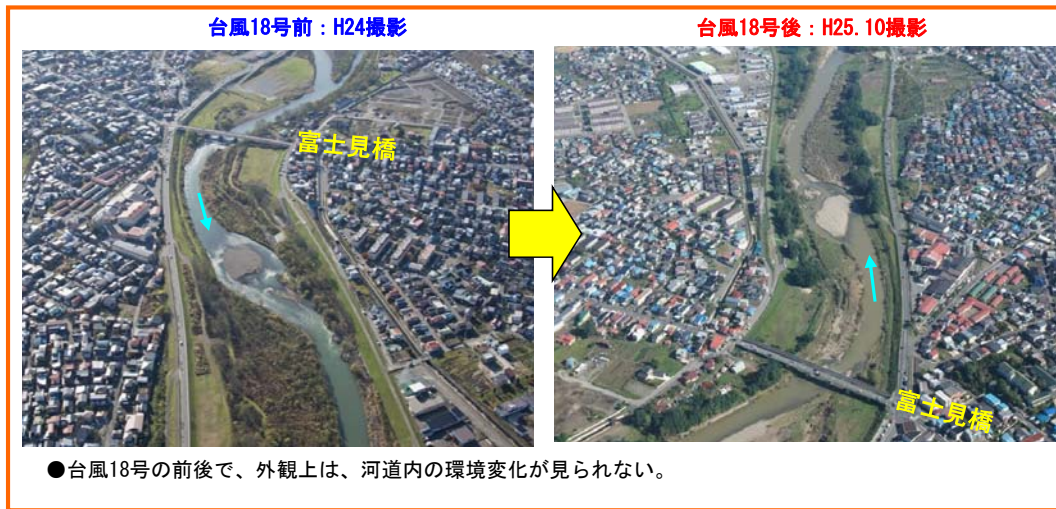 台風18号前：H24撮影
台風18号後：H25.10撮影
富士見橋
富士見橋
●台風18号の前後で、外観上は、河道内の環境変化が見られない。